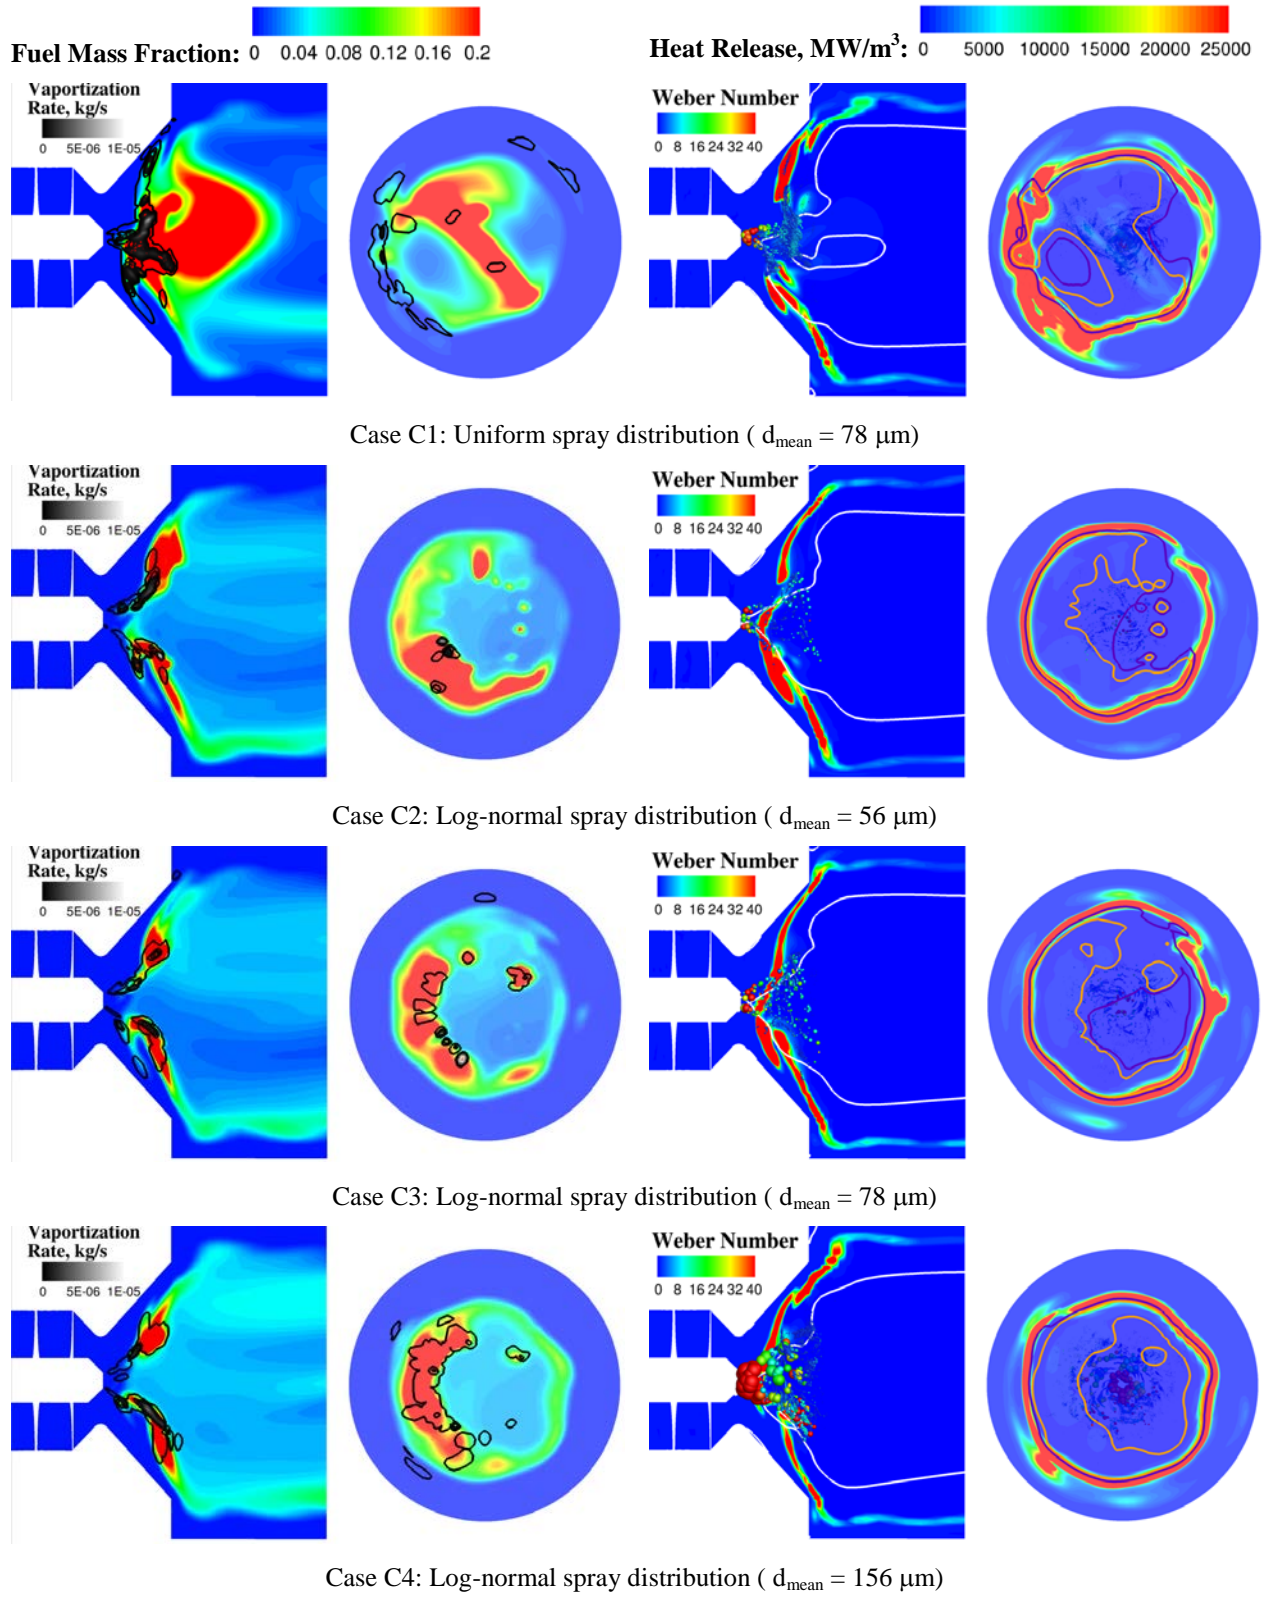 Fuel Mass Fraction: 0 0.04 0.08 0.12 0.16 0.2
Heat Release, MW/m³: 0 5000 10000 15000 20000 25000
Vaportization
Rate, kg/s
0 5E-06 1E-05
Weber Number
0 8 16 24 32 40
Case C1: Uniform spray distribution ( dmean = 78 μm)
Vaportization
Rate, kg/s
0 5E-06 1E-05
Weber Number
0 8 16 24 32 40
Case C2: Log-normal spray distribution ( dmean = 56 μm)
Vaportization
Rate, kg/s
0 5E-06 1E-05
Weber Number
0 8 16 24 32 40
Case C3: Log-normal spray distribution ( dmean = 78 μm)
Vaportization
Rate, kg/s
0 5E-06 1E-05
Weber Number
0 8 16 24 32 40
Case C4: Log-normal spray distribution ( dmean = 156 μm)